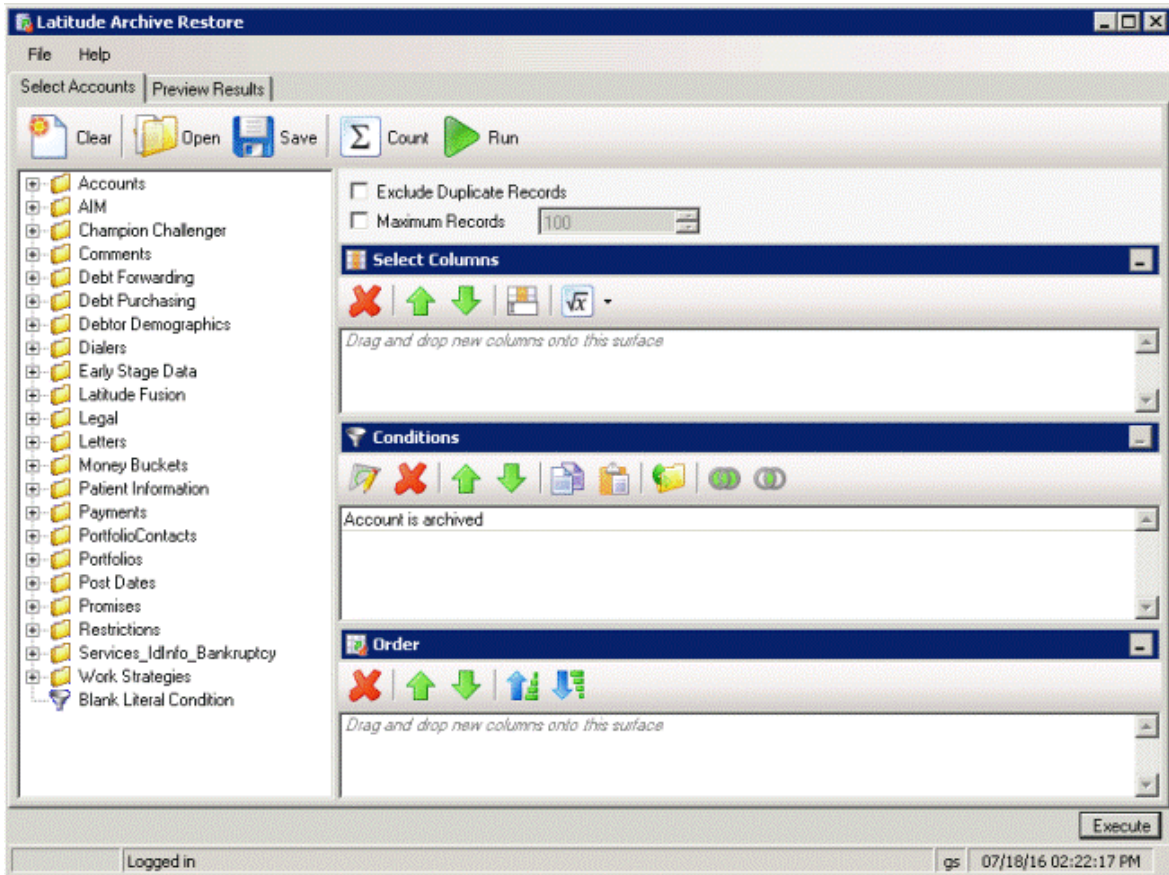 Latitude Archive Restore
File Help
Select Accounts Preview Results
Clear Open Save Σ Count Run
Accounts
AIM
Champion Challenger
Comments
Debt Forwarding
Debt Purchasing
Debtor Demographics
Dialers
Early Stage Data
Latitude Fusion
Legal
Letters
Money Buckets
Patient Information
Payments
PortfolioContacts
Portfolios
Post Dates
Promises
Restrictions
Services_IdInfo_Bankruptcy
Work Strategies
Blank Literal Condition
Exclude Duplicate Records
Maximum Records 100
Select Columns
√x
Drag and drop new columns onto this surface
Conditions
Account is archived
Order
Drag and drop new columns onto this surface
Execute
Logged in gs 07/18/16 02:22:17 PM